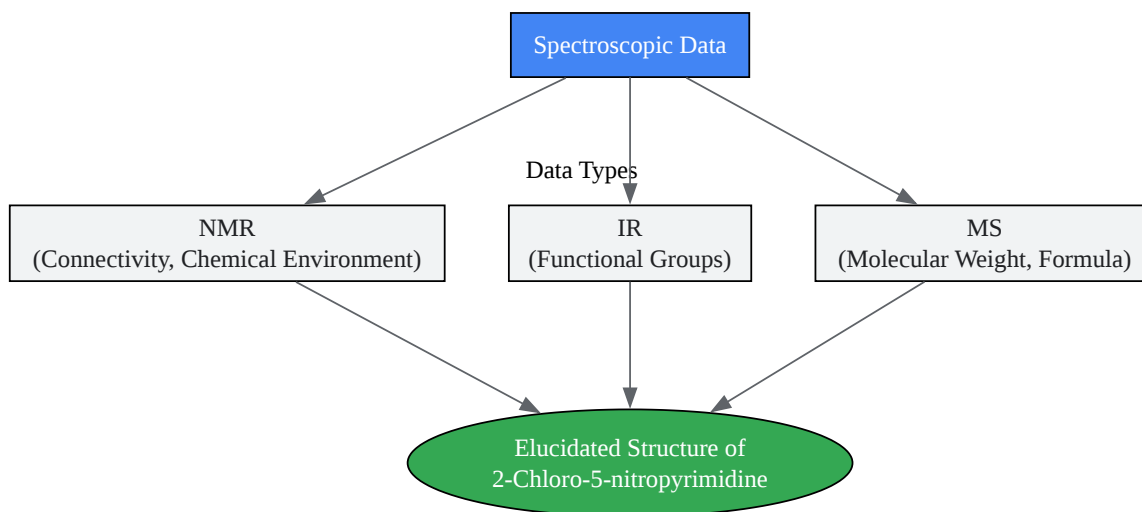 Spectroscopic Data
Data Types
NMR
(Connectivity, Chemical Environment)
IR
(Functional Groups)
MS
(Molecular Weight, Formula)
Elucidated Structure of
2-Chloro-5-nitropyrimidine